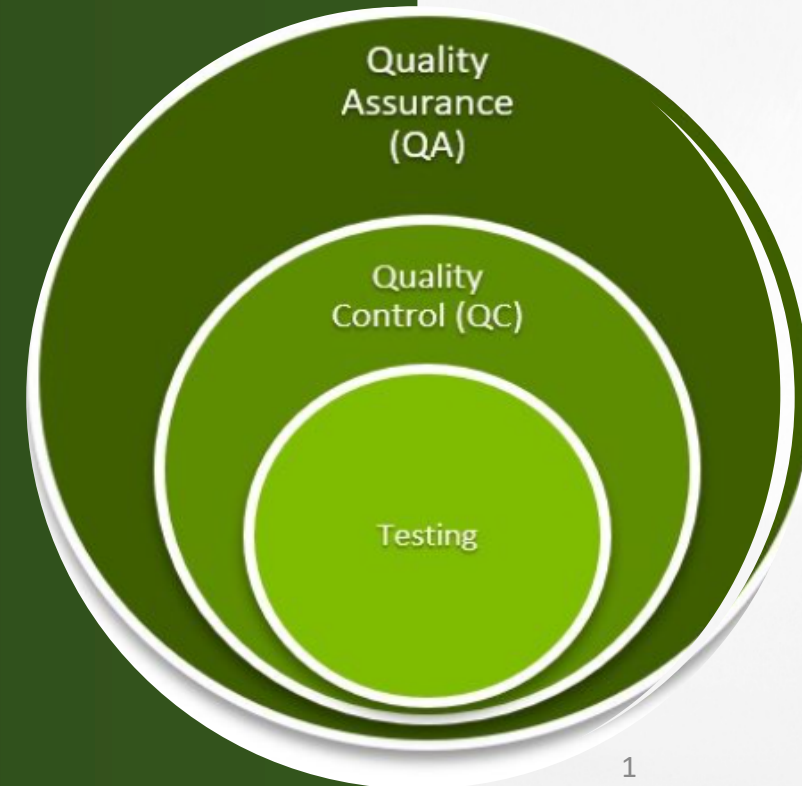 Quality
Assurance
(QA)
Quality
Control (QC)
Testing
1